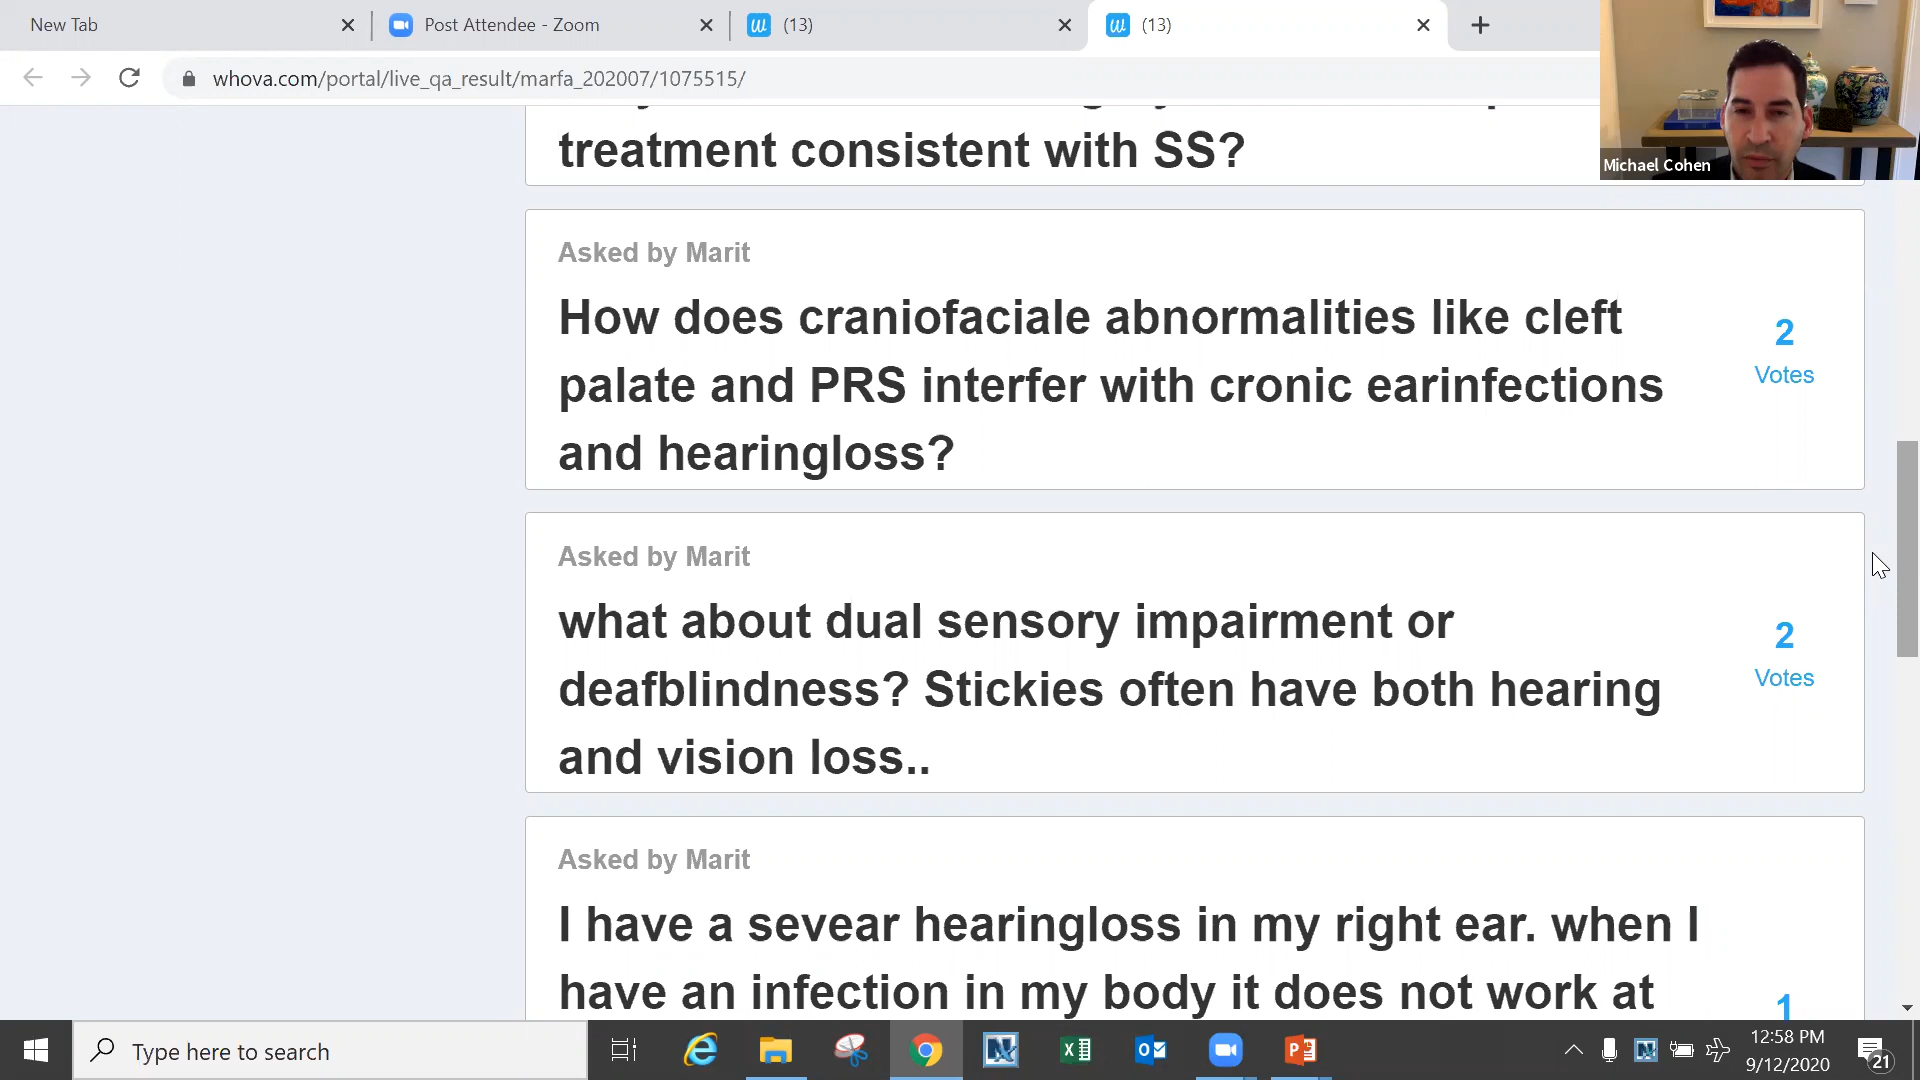 New Tab
Post Attendee - Zoom
(13)
(13)
whova.com/portal/live_qa_result/marfa_202007/1075515/
Michael Cohen
treatment consistent with SS?
Asked by Marit
How does craniofaciale abnormalities like cleft
palate and PRS interfer with cronic earinfections
and hearingloss?
2
Votes
Asked by Marit
what about dual sensory impairment or
deafblindness? Stickies often have both hearing
and vision loss..
2
Votes
Asked by Marit
I have a sevear hearingloss in my right ear. when I
have an infection in my body it does not work at
1
Type here to search
12:58 PM
9/12/2020
21